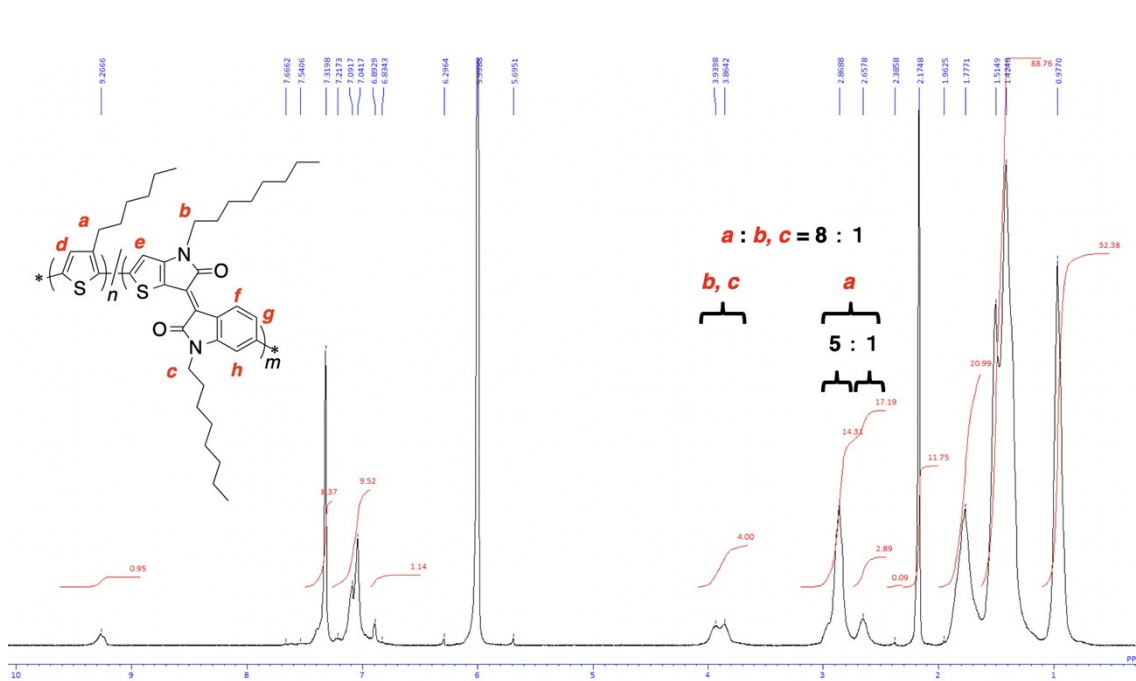 9.2666
7.6662
7.5406
7.3198
7.2173
7.0917
7.0417
6.8929
6.8343
6.2964
5.6951
3.9398
3.8642
2.8688
2.6578
2.3858
2.1748
1.9625
1.7771
1.5149
0.9770
88.76
a
b
d
e
N
O
S
S
* ( ) n / (
f
O
g
N
) * m
c
h
a : b, c = 8 : 1
b, c
a
5 : 1
32.38
20.99
17.19
14.31
11.75
9.52
8.37
4.00
2.89
1.14
0.95
0.09
10 9 8 7 6 5 4 3 2 1